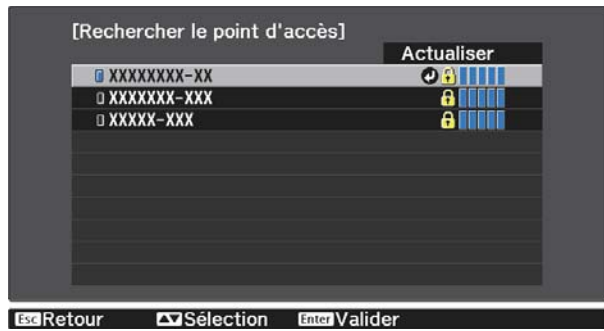 [Rechercher le point d'accès]
Actualiser
XXXXXXXX-XX
XXXXXXX-XXX
XXXXX-XXX
Esc Retour Sélection Enter Valider